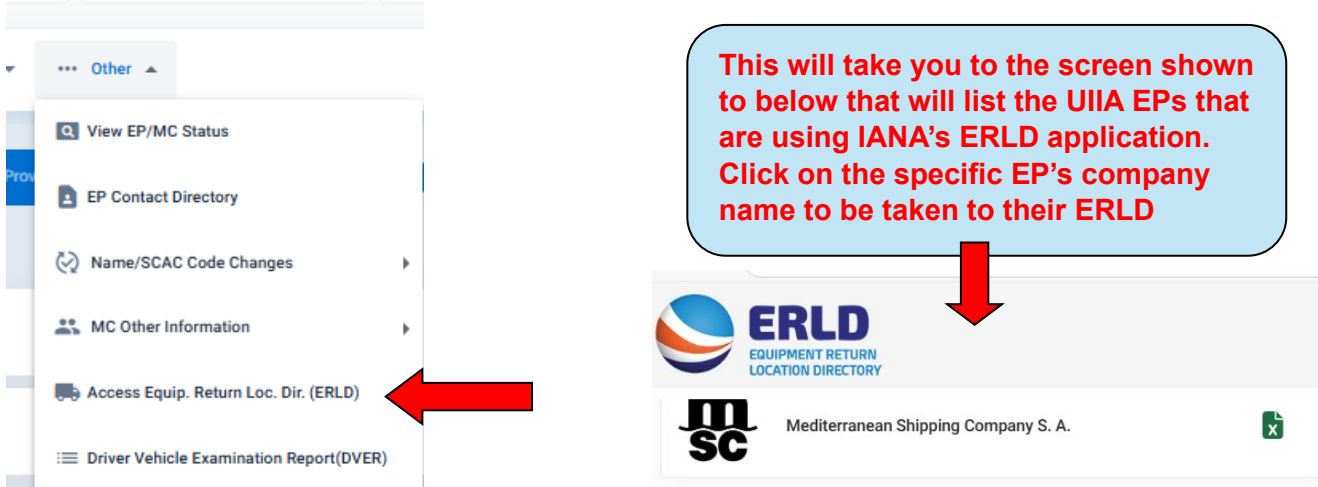 Other
View EP/MC Status
Prov
EP Contact Directory
Name/SCAC Code Changes
MC Other Information
Access Equip. Return Loc. Dir. (ERLD)
Driver Vehicle Examination Report(DVER)
This will take you to the screen shown
to below that will list the UIIA EPs that
are using IANA’s ERLD application.
Click on the specific EP’s company
name to be taken to their ERLD
ERLD
EQUIPMENT RETURN
LOCATION DIRECTORY
m
SC
Mediterranean Shipping Company S. A.
X